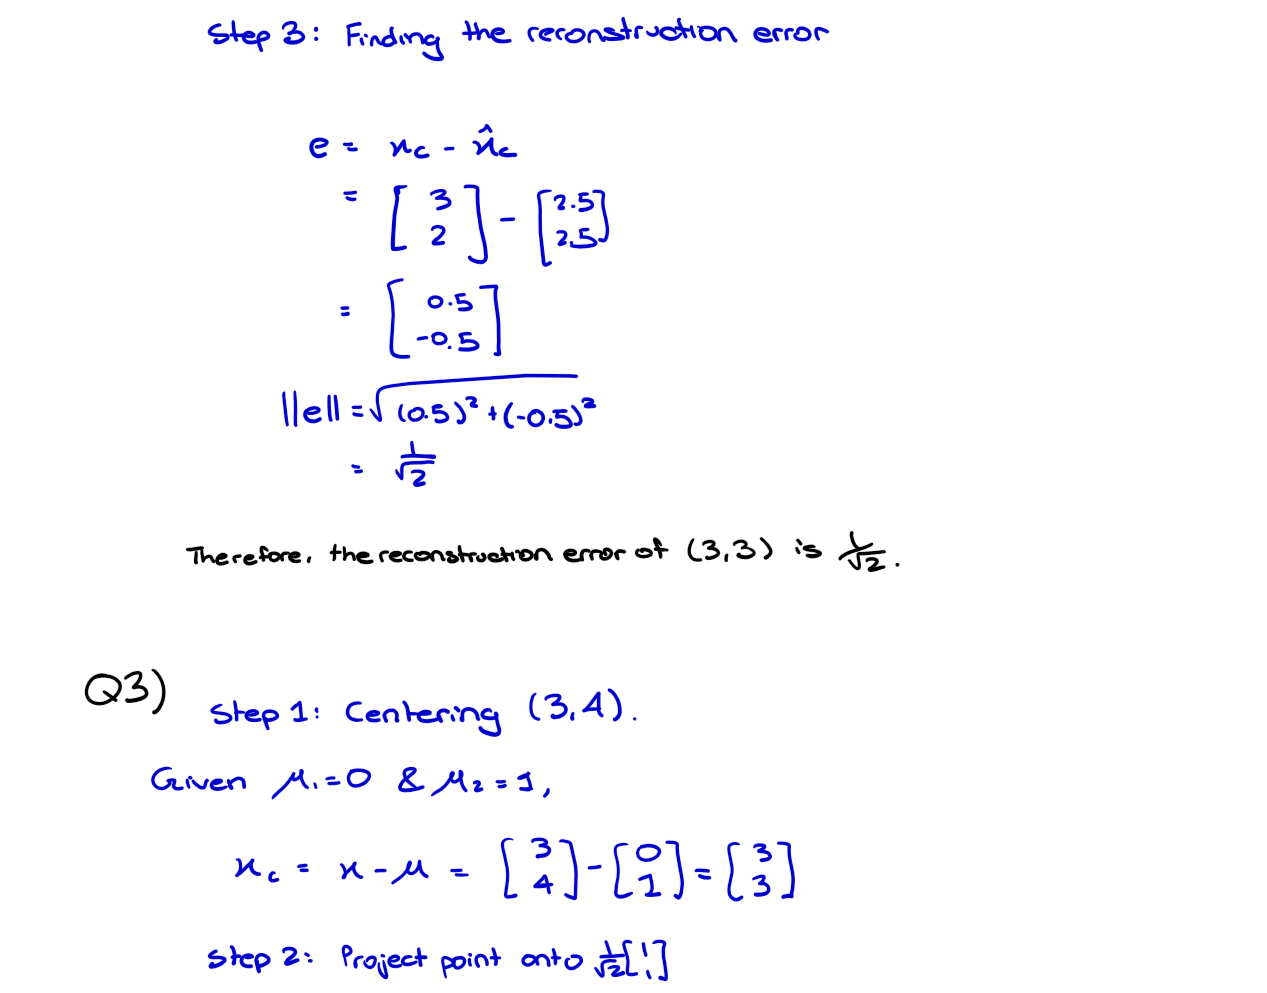 Step 3: Finding the reconstruction error
e = x_c - x̂_c
= [3 2] - [2.5 2.5]
= [0.5 -0.5]
||e|| = √((0.5)² + (-0.5)²)
= 1/√2
Therefore, the reconstruction error of (3,3) is 1/√2.
Q3) Step 1: Centering (3,4).
Given μ₁=0 & μ₂=1,
x_c = x - μ = [3 4] - [0 1] = [3 3]
Step 2: Project point onto 1/√2 [1 1]